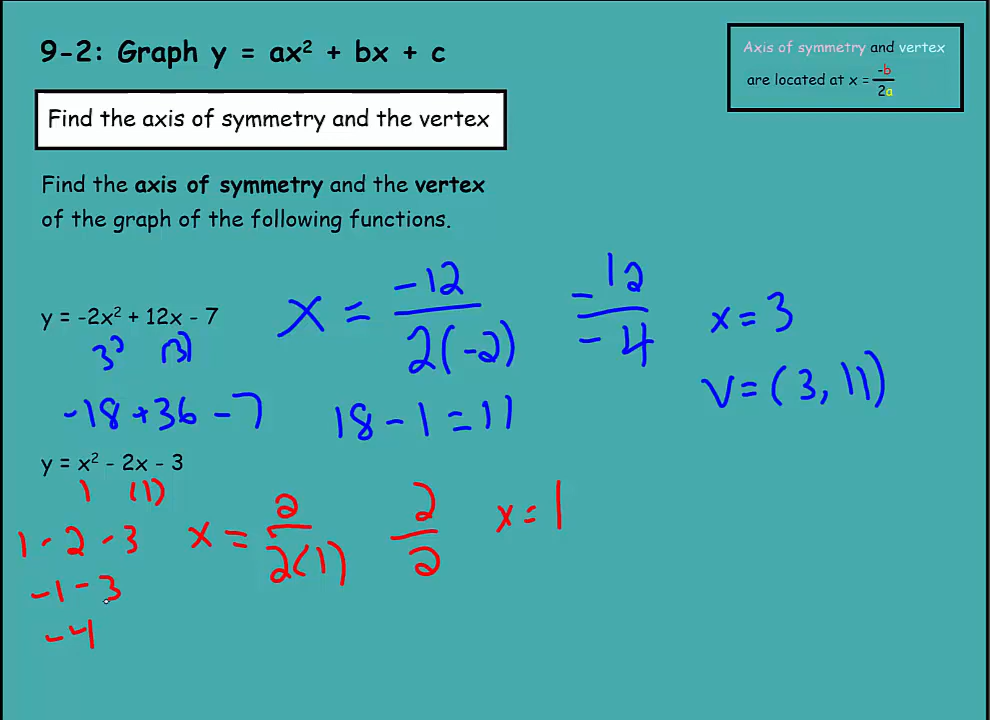 9-2: Graph y = ax² + bx + c
Axis of symmetry and vertex
are located at x = -b/2a
Find the axis of symmetry and the vertex
Find the axis of symmetry and the vertex
of the graph of the following functions.
y = -2x² + 12x - 7
3² (3)
x = -12/2(-2) -12/-4 x = 3
v = (3, 11)
-18 + 36 - 7 18 - 1 = 11
y = x² - 2x - 3
1 (1)
1 - 2 - 3 x = 2/2(1) 2/2 x = 1
-1 - 3
-4